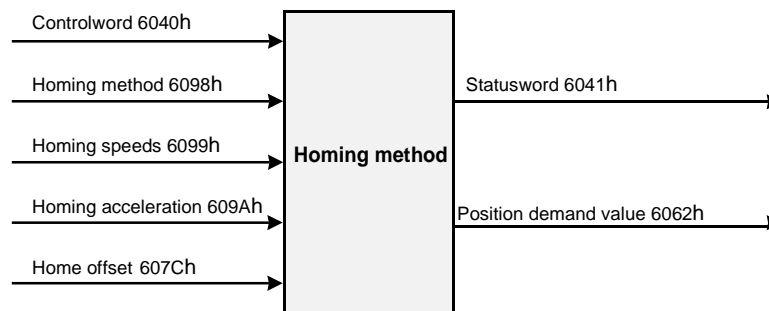 Controlword 6040h
Homing method 6098h
Homing speeds 6099h
Homing acceleration 609Ah
Home offset 607Ch
Homing method
Statusword 6041h
Position demand value 6062h